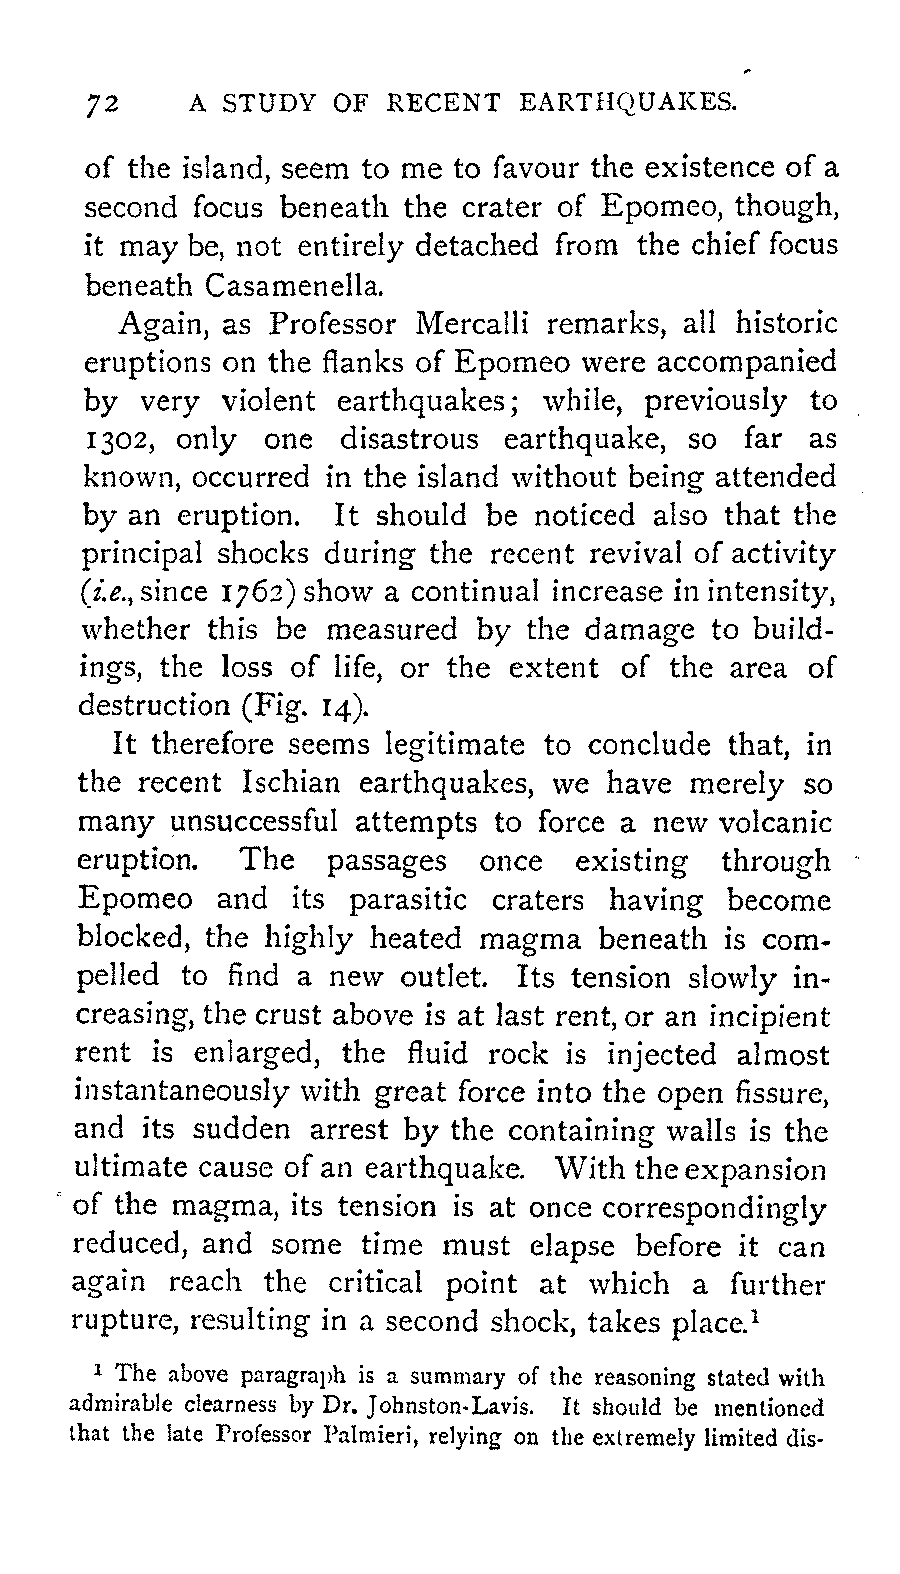 72 A STUDY OF RECENT EARTHQUAKES.
of the island, seem to me to favour the existence of a
second focus beneath the crater of Epomeo, though,
it may be, not entirely detached from the chief focus
beneath Casamenella.
Again, as Professor Mercalli remarks, all historic
eruptions on the flanks of Epomeo were accompanied
by very violent earthquakes; while, previously to
1302, only one disastrous earthquake, so far as
known, occurred in the island without being attended
by an eruption. It should be noticed also that the
principal shocks during the recent revival of activity
(i.e., since 1762) show a continual increase in intensity,
whether this be measured by the damage to build-
ings, the loss of life, or the extent of the area of
destruction (Fig. 14).
It therefore seems legitimate to conclude that, in
the recent Ischian earthquakes, we have merely so
many unsuccessful attempts to force a new volcanic
eruption. The passages once existing through
Epomeo and its parasitic craters having become
blocked, the highly heated magma beneath is com-
pelled to find a new outlet. Its tension slowly in-
creasing, the crust above is at last rent, or an incipient
rent is enlarged, the fluid rock is injected almost
instantaneously with great force into the open fissure,
and its sudden arrest by the containing walls is the
ultimate cause of an earthquake. With the expansion
of the magma, its tension is at once correspondingly
reduced, and some time must elapse before it can
again reach the critical point at which a further
rupture, resulting in a second shock, takes place.¹
¹ The above paragraph is a summary of the reasoning stated with
admirable clearness by Dr. Johnston-Lavis. It should be mentioned
that the late Professor Palmieri, relying on the extremely limited dis-